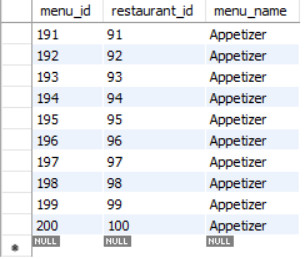 menu_id restaurant_id menu_name
191 91 Appetizer
192 92 Appetizer
193 93 Appetizer
194 94 Appetizer
195 95 Appetizer
196 96 Appetizer
197 97 Appetizer
198 98 Appetizer
199 99 Appetizer
200 100 Appetizer
NULL NULL NULL